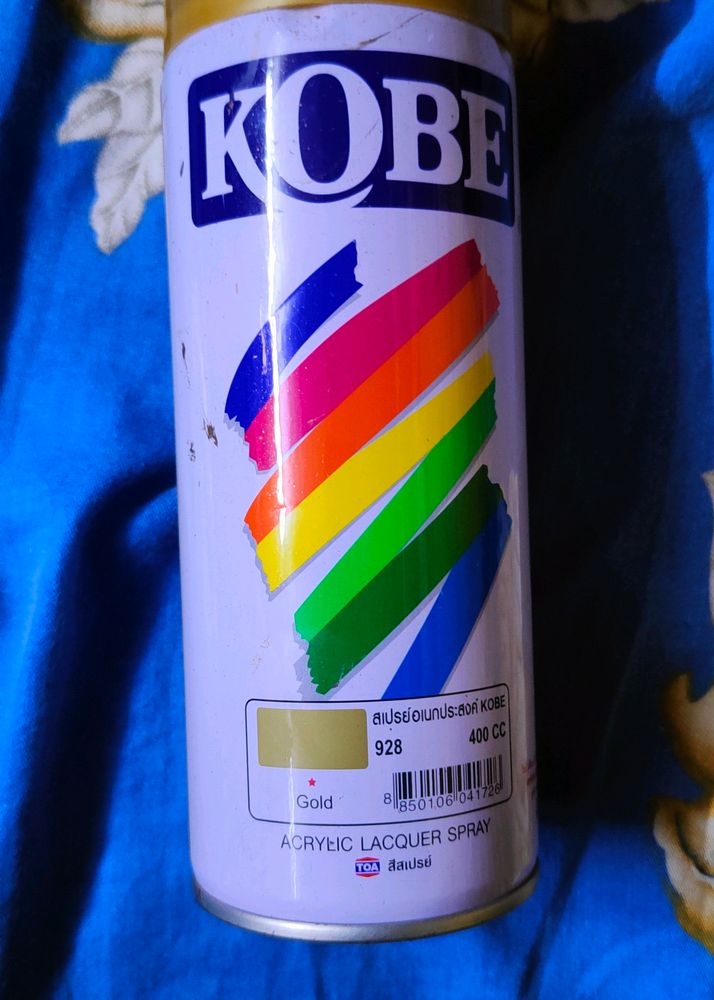 KOBE
สเปรย์อเนกประสงค์ KOBE
928 400 CC
Gold
8 850106 041726
ACRYLIC LACQUER SPRAY
TOA สีสเปรย์